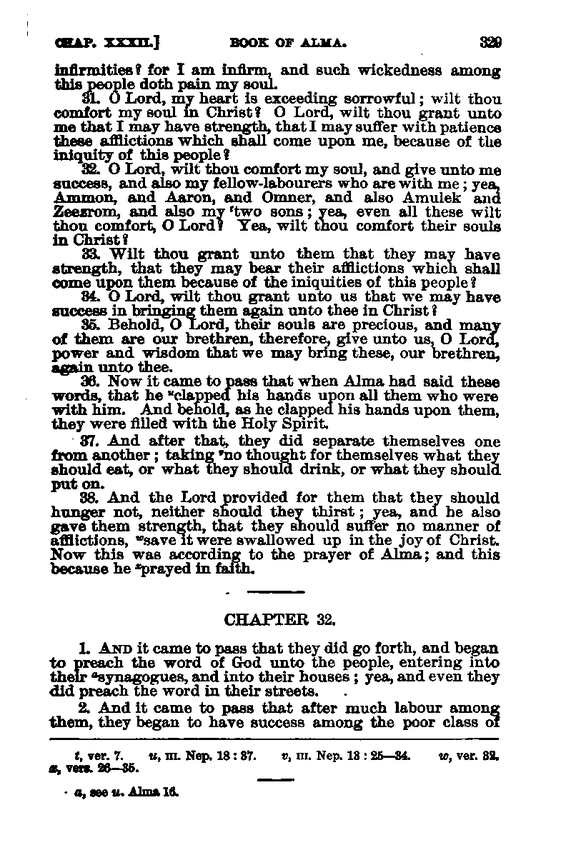 CHAP. XXXII.] BOOK OF ALMA. 329
infirmities? for I am infirm, and such wickedness among
this people doth pain my soul.
31. O Lord, my heart is exceeding sorrowful; wilt thou
comfort my soul in Christ? O Lord, wilt thou grant unto
me that I may have strength, that I may suffer with patience
these afflictions which shall come upon me, because of the
iniquity of this people?
32. O Lord, wilt thou comfort my soul, and give unto me
success, and also my fellow-labourers who are with me; yea,
Ammon, and Aaron, and Omner, and also Amulek and
Zeezrom, and also my ᵗtwo sons; yea, even all these wilt
thou comfort, O Lord? Yea, wilt thou comfort their souls
in Christ?
33. Wilt thou grant unto them that they may have
strength, that they may bear their afflictions which shall
come upon them because of the iniquities of this people?
34. O Lord, wilt thou grant unto us that we may have
success in bringing them again unto thee in Christ?
35. Behold, O Lord, their souls are precious, and many
of them are our brethren, therefore, give unto us, O Lord,
power and wisdom that we may bring these, our brethren,
again unto thee.
36. Now it came to pass that when Alma had said these
words, that he ᵘclapped his hands upon all them who were
with him. And behold, as he clapped his hands upon them,
they were filled with the Holy Spirit.
37. And after that, they did separate themselves one
from another; taking ᵛno thought for themselves what they
should eat, or what they should drink, or what they should
put on.
38. And the Lord provided for them that they should
hunger not, neither should they thirst; yea, and he also
gave them strength, that they should suffer no manner of
afflictions, ʷsave it were swallowed up in the joy of Christ.
Now this was according to the prayer of Alma; and this
because he ˣprayed in faith.
CHAPTER 32.
1. AND it came to pass that they did go forth, and began
to preach the word of God unto the people, entering into
their ᵃsynagogues, and into their houses; yea, and even they
did preach the word in their streets.
2. And it came to pass that after much labour among
them, they began to have success among the poor class of
t, ver. 7. u, III. Nep. 18:37. v, III. Nep. 13:25—34. w, ver. 32.
x, vers. 26—35.
a, see u. Alma 16.